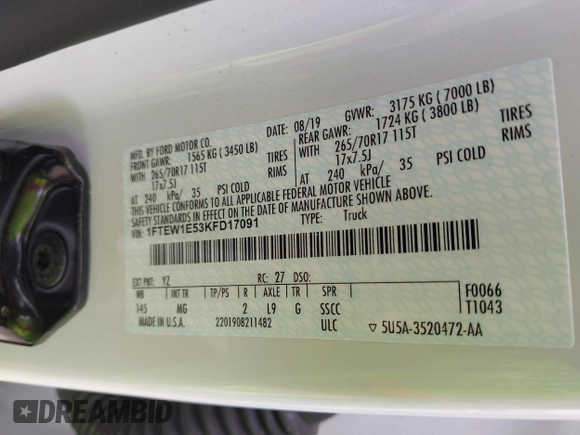 MFD. BY FORD MOTOR CO.
08/19 GVWR: 3175 KG ( 7000 LB)
FRONT GAWR: 1565 KG ( 3450 LB) REAR GAWR: 1724 KG ( 3800 LB)
WITH 265/70R17 115T TIRES WITH 265/70R17 115T TIRES
17x7.5J RIMS 17x7.5J RIMS
AT 240 kPa/ 35 PSI COLD AT 240 kPa/ 35 PSI COLD
THIS VEHICLE CONFORMS TO ALL APPLICABLE FEDERAL MOTOR VEHICLE
SAFETY STANDARDS IN EFFECT ON THE DATE OF MANUFACTURE SHOWN ABOVE.
VIN: 1FTEW1E53KFD17091 TYPE: Truck
EXT PNT: YZ RC: 27 DSO:
WB INT TR TP/PS R AXLE TR SPR F0066
145 MG 2 L9 G SSCC T1043
MADE IN U.S.A. 2201908211482 ULC ▽ 5U5A-3520472-AA
DREAMBID